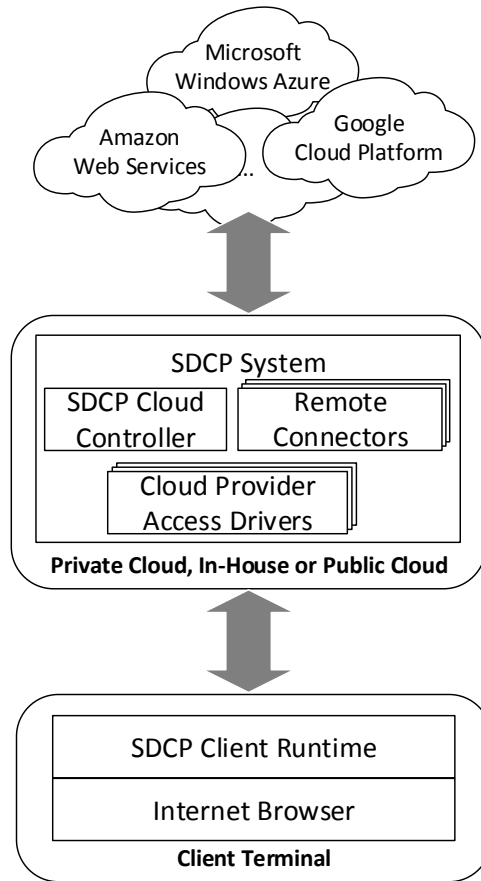 Microsoft
Windows Azure
Amazon
Web Services
Google
Cloud Platform
...
SDCP System
SDCP Cloud
Controller
Remote
Connectors
Cloud Provider
Access Drivers
Private Cloud, In-House or Public Cloud
SDCP Client Runtime
Internet Browser
Client Terminal